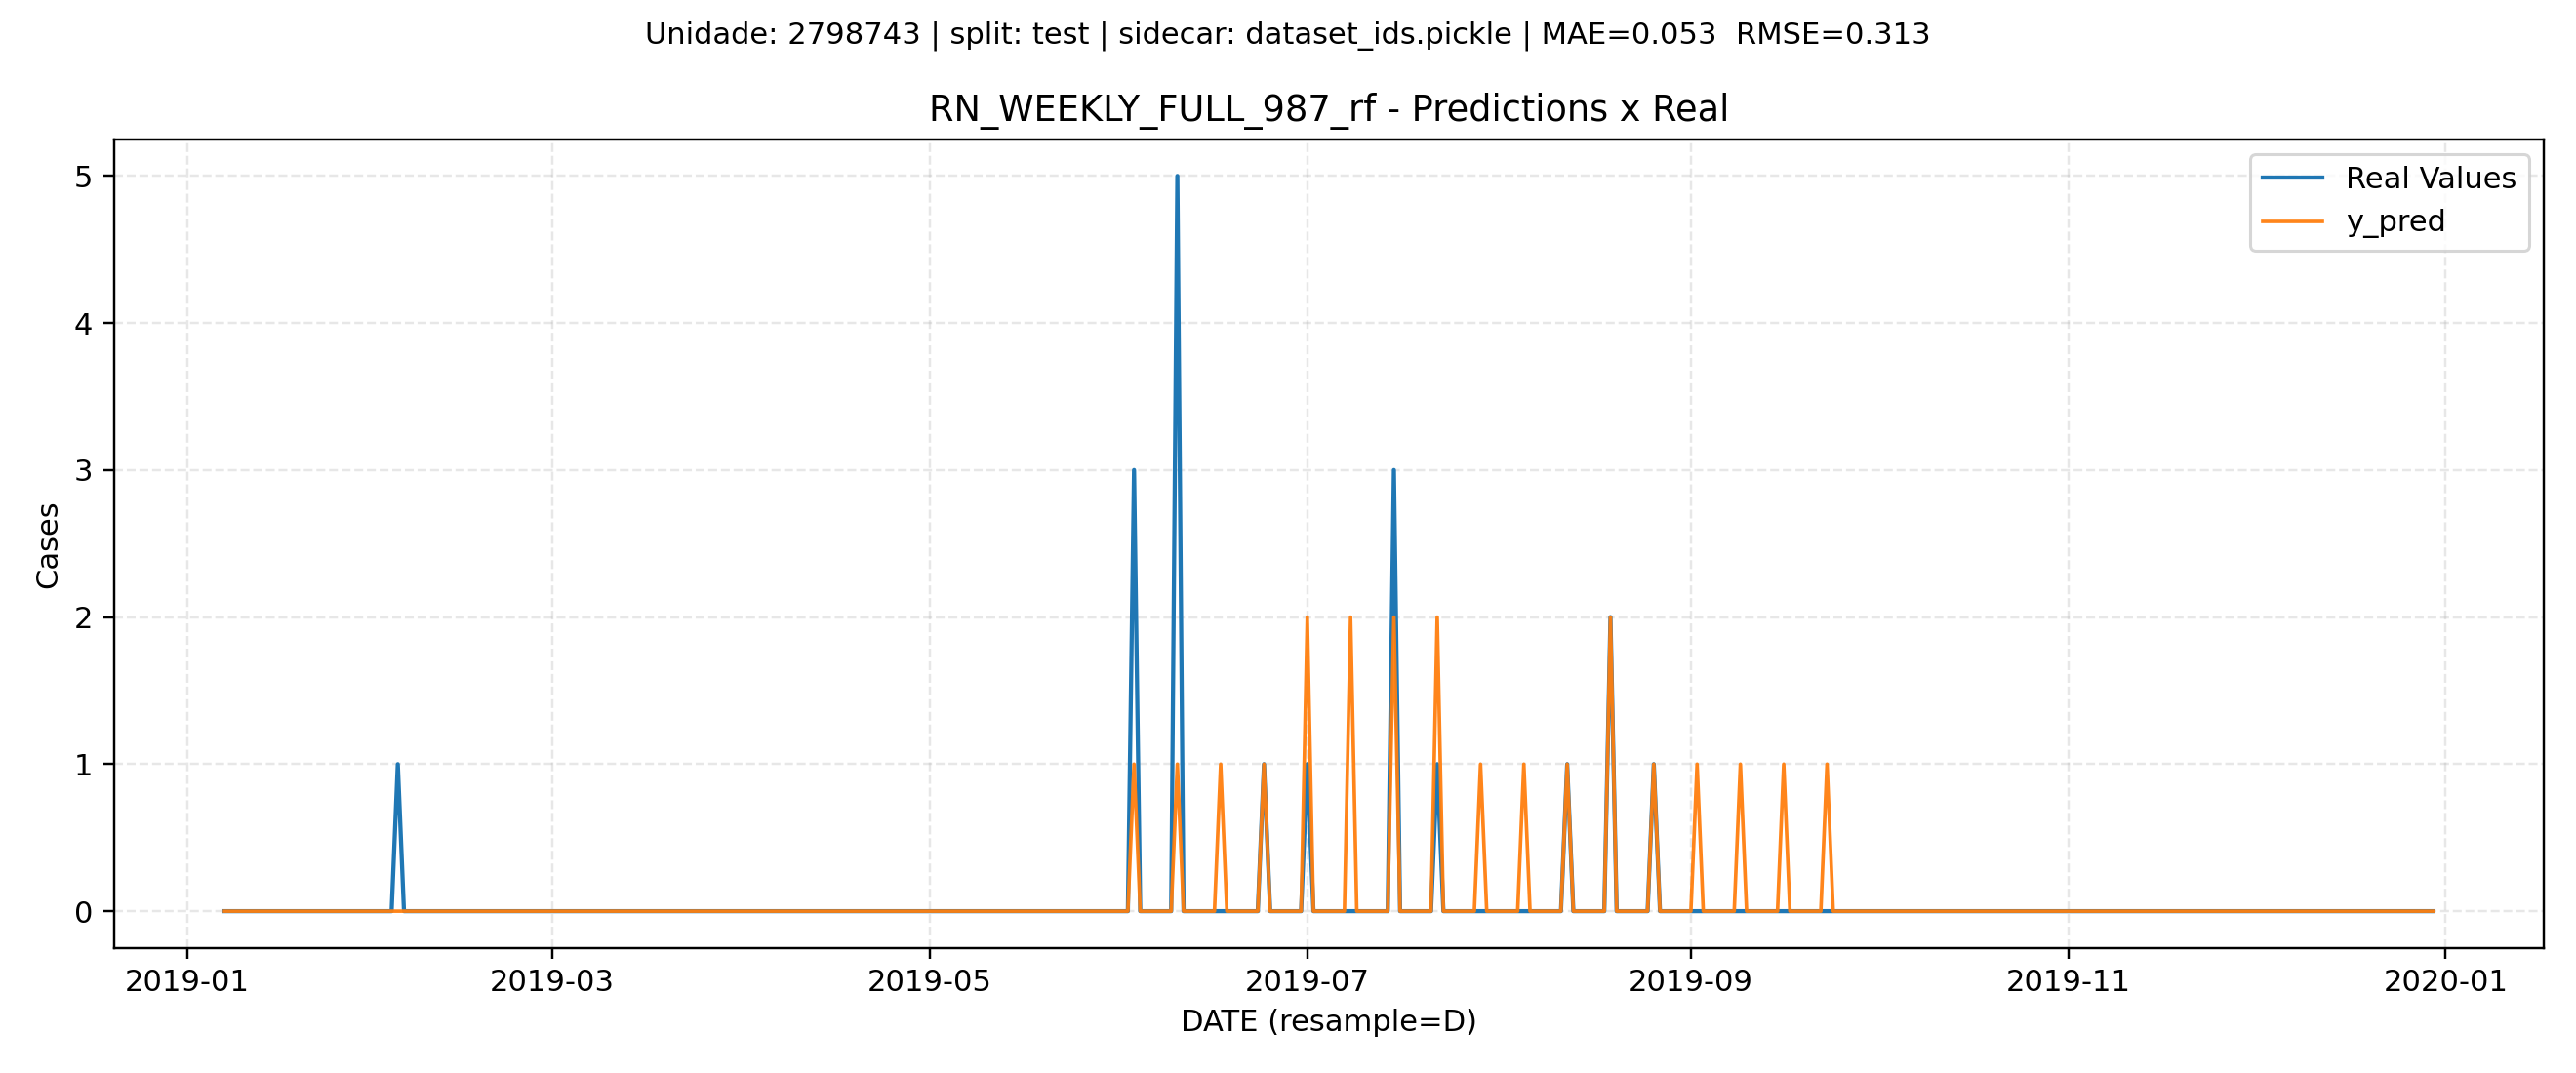 Unidade: 2798743 | split: test | sidecar: dataset_ids.pickle | MAE=0.053  RMSE=0.313
RN_WEEKLY_FULL_987_rf - Predictions x Real
Real Values
y_pred
5
4
3
2
1
0
Cases
2019-01
2019-03
2019-05
2019-07
2019-09
2019-11
2020-01
DATE (resample=D)